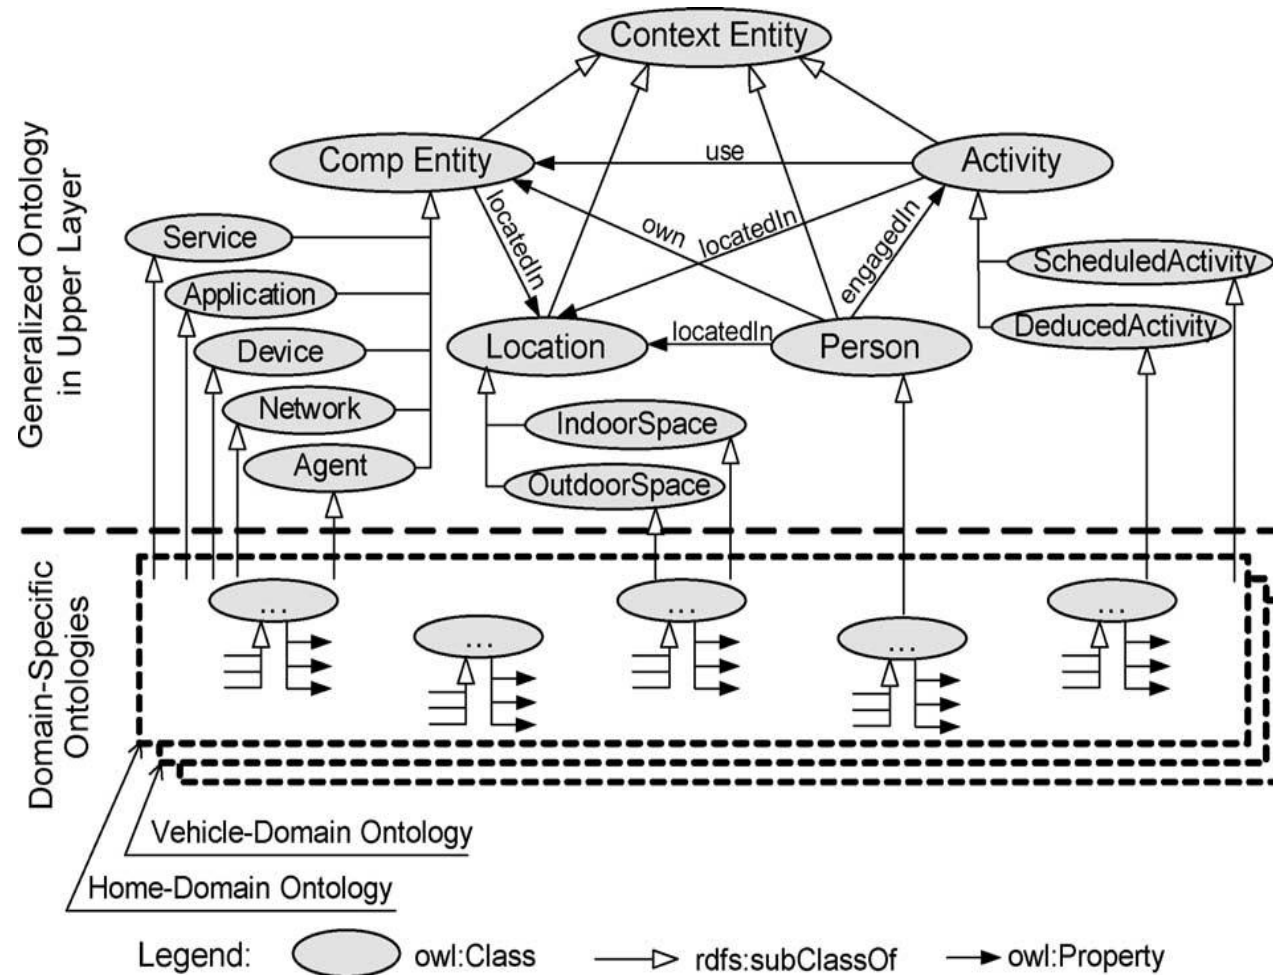 Context Entity
Comp Entity
use
Activity
Generalized Ontology
in Upper Layer
Service
locatedIn
own
locatedIn
engagedIn
ScheduledActivity
Application
DeducedActivity
Device
Location
locatedIn
Person
Network
IndoorSpace
Agent
OutdoorSpace
Domain-Specific
Ontologies
...
...
...
...
...
Vehicle-Domain Ontology
Home-Domain Ontology
Legend:
owl:Class
rdfs:subClassOf
owl:Property